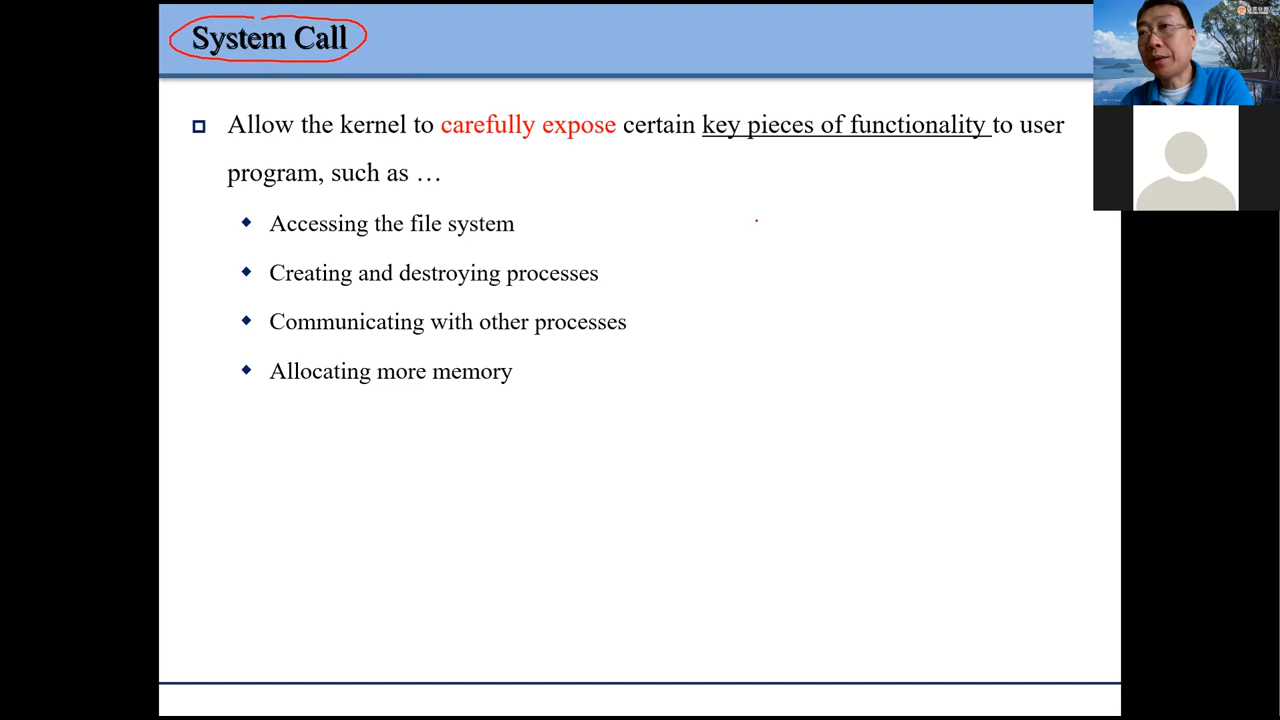 System Call
Allow the kernel to carefully expose certain key pieces of functionality to user
program, such as …
Accessing the file system
Creating and destroying processes
Communicating with other processes
Allocating more memory